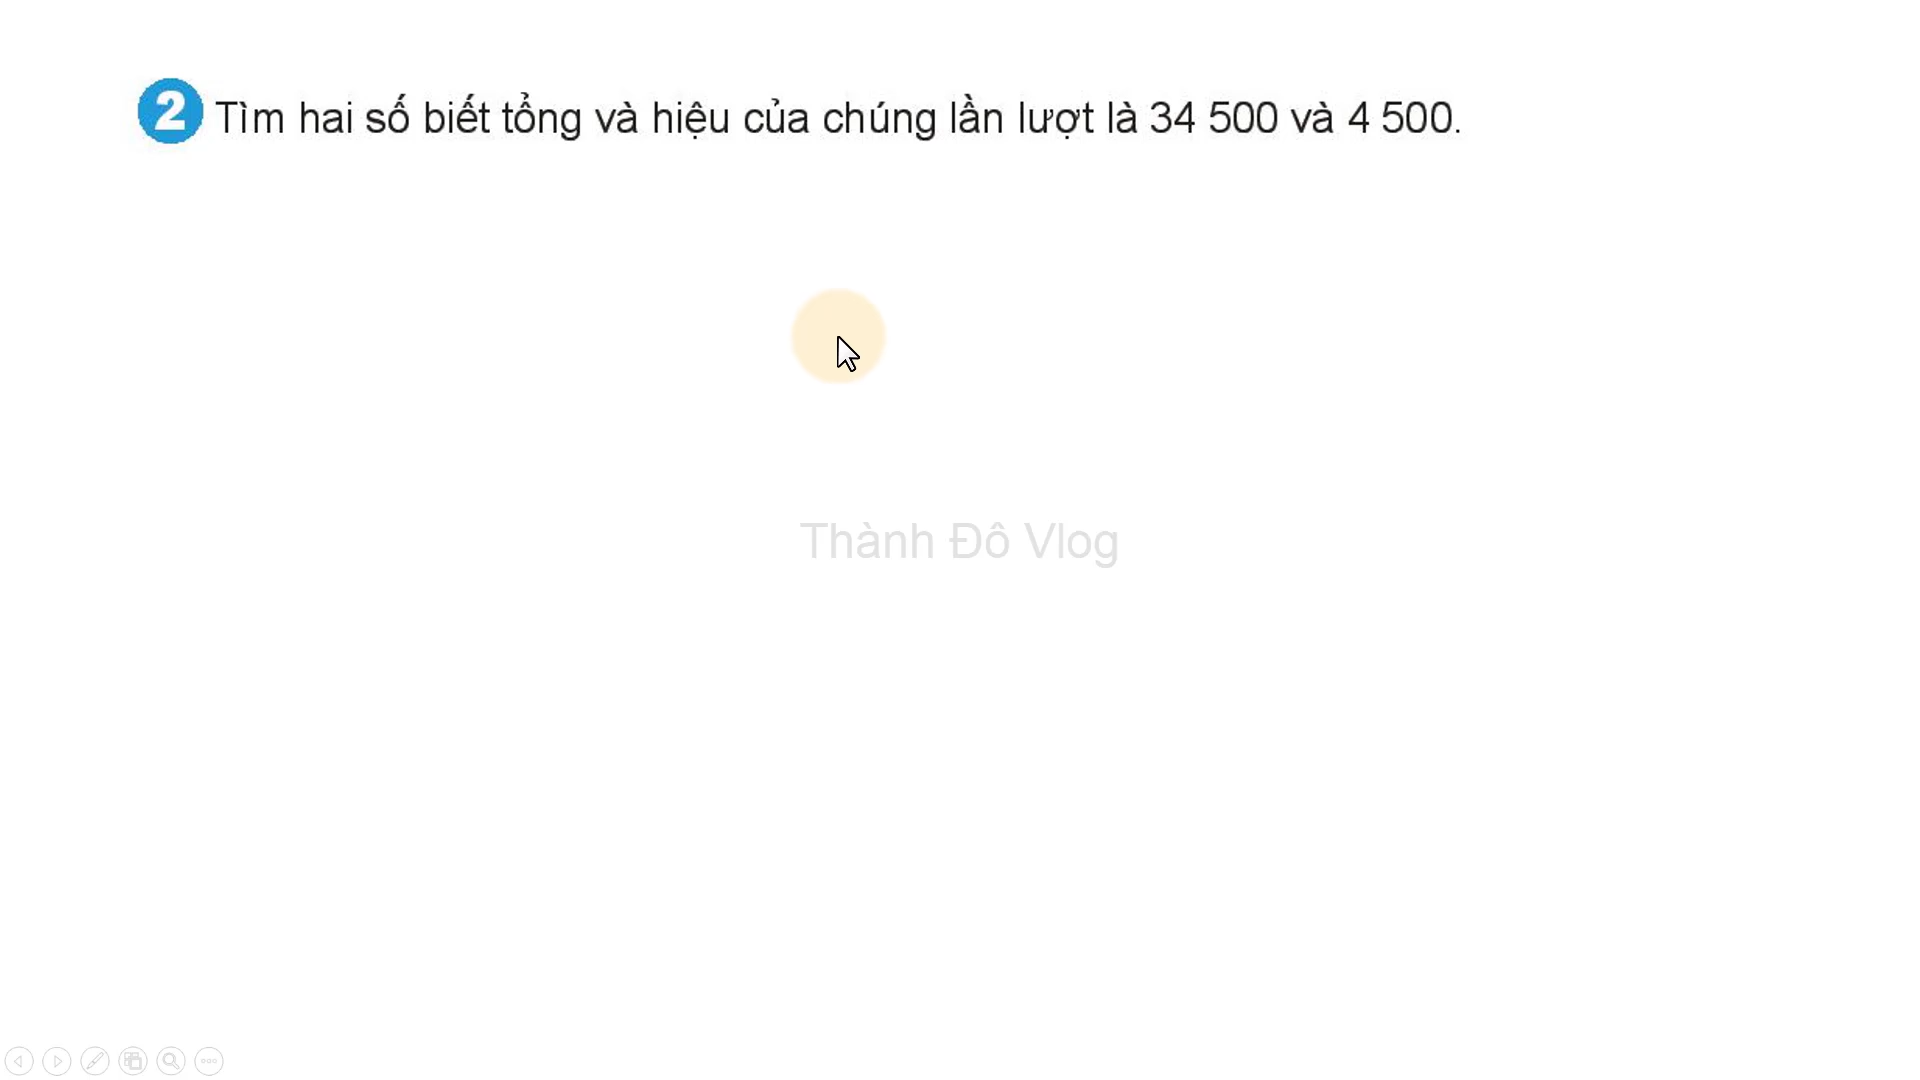 2 Tìm hai số biết tổng và hiệu của chúng lần lượt là 34 500 và 4 500.
Thành Đô Vlog